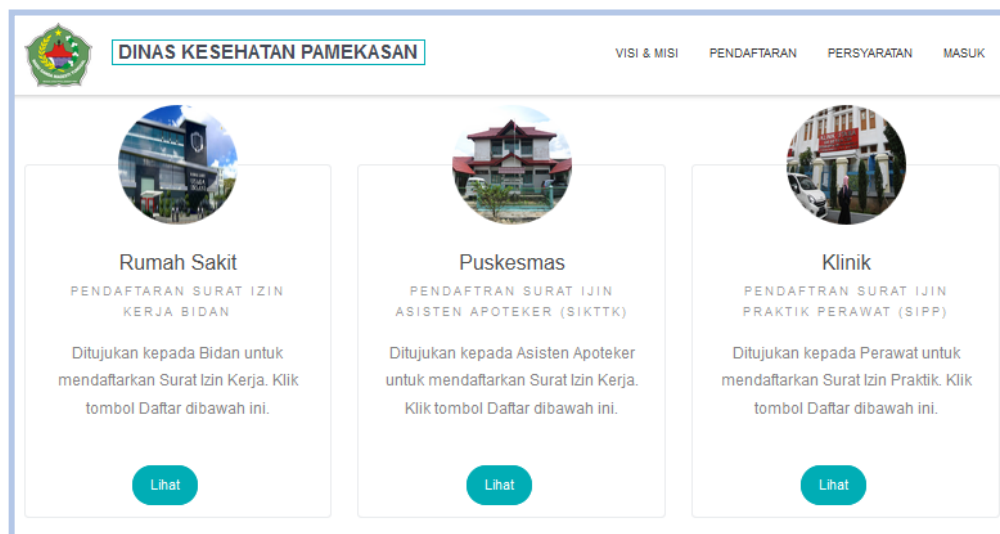 DINAS KESEHATAN PAMEKASAN
VISI & MISI
PENDAFTARAN
PERSYARATAN
MASUK
Rumah Sakit
PENDAFTARAN SURAT IZIN
KERJA BIDAN
Ditujukan kepada Bidan untuk
mendaftarkan Surat Izin Kerja. Klik
tombol Daftar dibawah ini.
Lihat
Puskesmas
PENDAFTRAN SURAT IJIN
ASISTEN APOTEKER (SIKTTK)
Ditujukan kepada Asisten Apoteker
untuk mendaftarkan Surat Izin Kerja.
Klik tombol Daftar dibawah ini.
Lihat
Klinik
PENDAFTRAN SURAT IJIN
PRAKTIK PERAWAT (SIPP)
Ditujukan kepada Perawat untuk
mendaftarkan Surat Izin Praktik. Klik
tombol Daftar dibawah ini.
Lihat